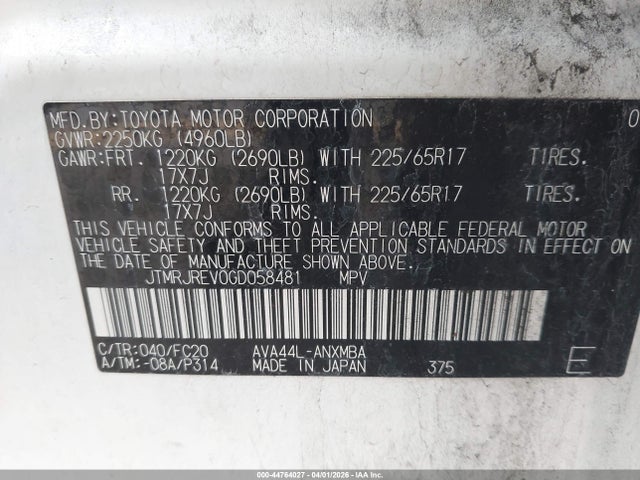 MFD.BY:TOYOTA MOTOR CORPORATION 0
GVWR:2250KG (4960LB)
GAWR:FRT. 1220KG (2690LB) WITH 225/65R17 TIRES.
17X7J RIMS.
RR. 1220KG (2690LB) WITH 225/65R17 TIRES.
17X7J RIMS.
THIS VEHICLE CONFORMS TO ALL APPLICABLE FEDERAL MOTOR
VEHICLE SAFETY AND THEFT PREVENTION STANDARDS IN EFFECT O
THE DATE OF MANUFACTURE SHOWN ABOVE.
JTMRJREV0GD058481 MPV
C/TR:040/FC20 AVA44L-ANXMBA
A/TM:-08A/P314 MADE IN JAPAN 375 E
000-44764027 - 04/01/2026 - IAA Inc.